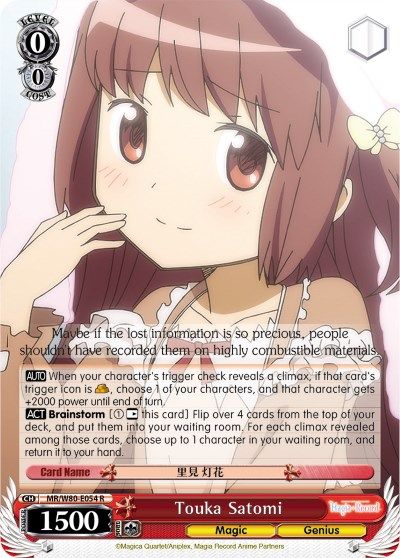 LEVEL
0
0
COST
Maybe if the lost information is so precious, people
shouldn't have recorded them on highly combustible materials.
AUTO When your character's trigger check reveals a climax, if that card's
trigger icon is , choose 1 of your characters, and that character gets
+2000 power until end of turn.
ACT Brainstorm [① this card] Flip over 4 cards from the top of your
deck, and put them into your waiting room. For each climax revealed
among those cards, choose up to 1 character in your waiting room, and
return it to your hand.
Card Name
里見 灯花
CH MR/W80-E054 R
POWER
1500
Touka Satomi
Magia Record
Magic
Genius
©Magica Quartet/Aniplex, Magia Record Anime Partners